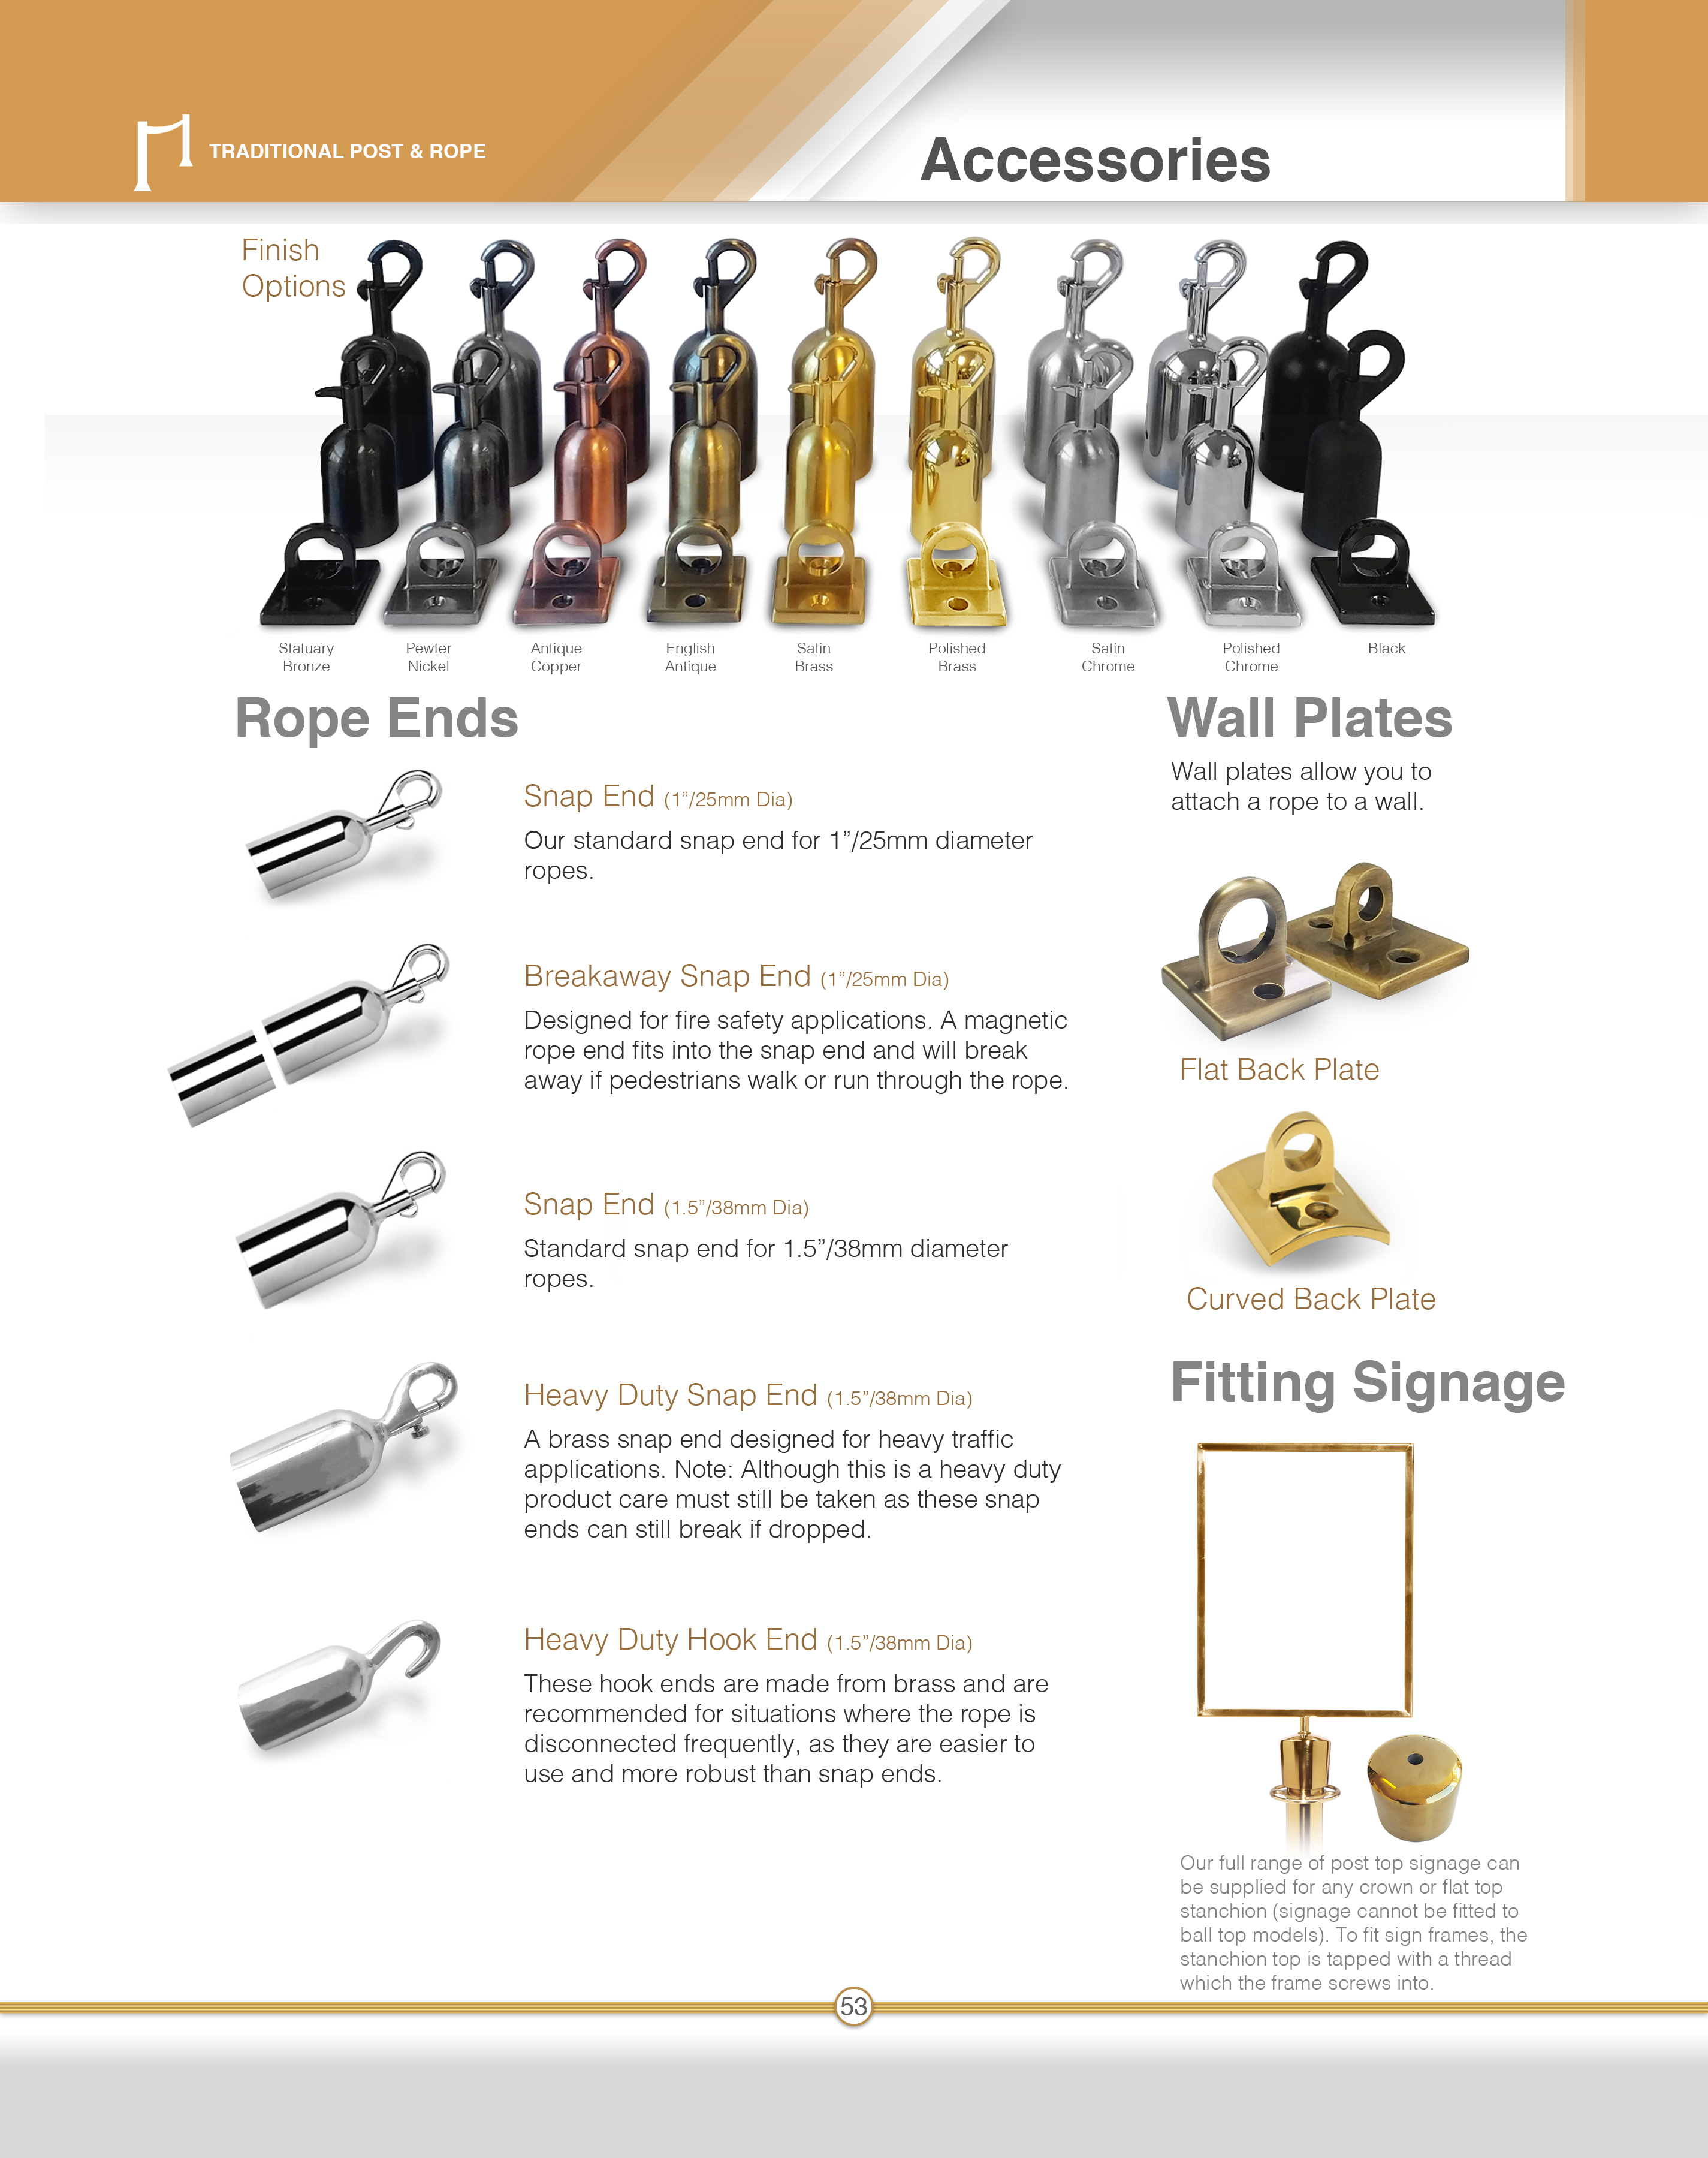 TRADITIONAL POST & ROPE
Accessories
Finish
Options
Statuary
Bronze
Pewter
Nickel
Antique
Copper
English
Antique
Satin
Brass
Polished
Brass
Satin
Chrome
Polished
Chrome
Black
Rope Ends
Snap End (1”/25mm Dia)
Our standard snap end for 1”/25mm diameter
ropes.
Breakaway Snap End (1”/25mm Dia)
Designed for fire safety applications. A magnetic
rope end fits into the snap end and will break
away if pedestrians walk or run through the rope.
Snap End (1.5”/38mm Dia)
Standard snap end for 1.5”/38mm diameter
ropes.
Heavy Duty Snap End (1.5”/38mm Dia)
A brass snap end designed for heavy traffic
applications. Note: Although this is a heavy duty
product care must still be taken as these snap
ends can still break if dropped.
Heavy Duty Hook End (1.5”/38mm Dia)
These hook ends are made from brass and are
recommended for situations where the rope is
disconnected frequently, as they are easier to
use and more robust than snap ends.
Wall Plates
Wall plates allow you to
attach a rope to a wall.
Flat Back Plate
Curved Back Plate
Fitting Signage
Our full range of post top signage can
be supplied for any crown or flat top
stanchion (signage cannot be fitted to
ball top models). To fit sign frames, the
stanchion top is tapped with a thread
which the frame screws into.
53